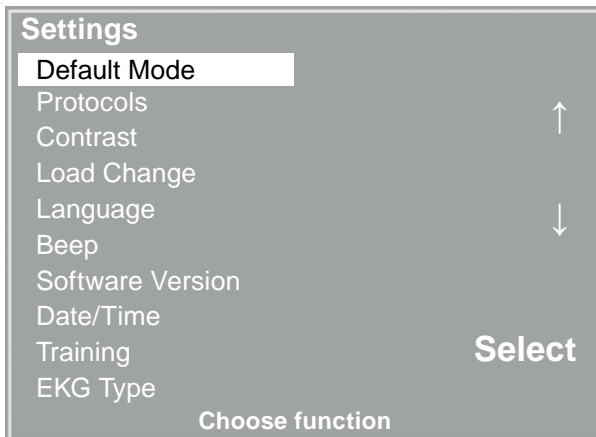 Settings
Default Mode
Protocols
↑
Contrast
Load Change
Language
↓
Beep
Software Version
Date/Time
Training
Select
EKG Type
Choose function